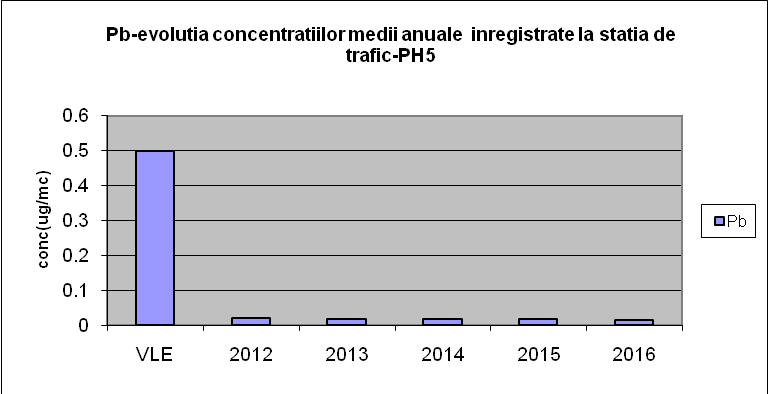 Pb-evolutia concentratiilor medii anuale inregistrate la statia de
trafic-PH5
conc(ug/mc)
0.6
0.5
0.4
0.3
0.2
0.1
0
VLE 2012 2013 2014 2015 2016
Pb